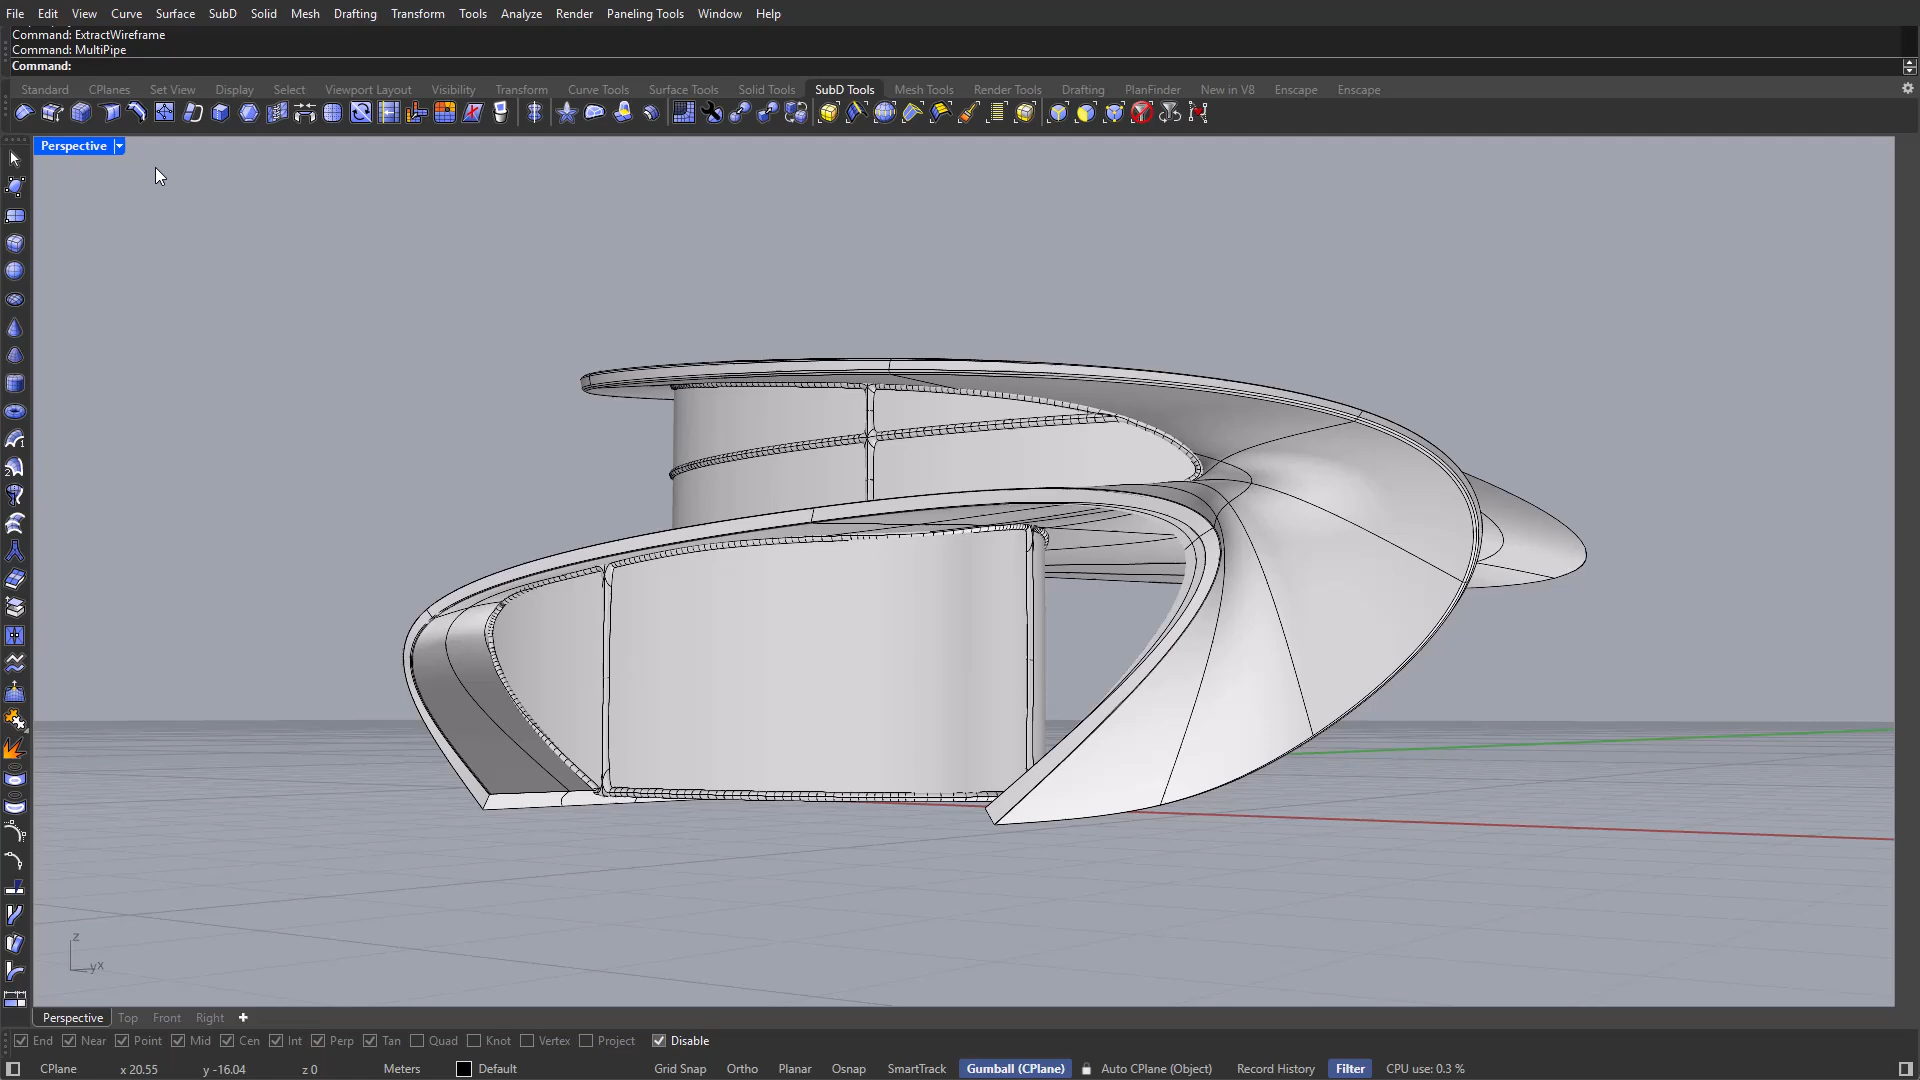 File Edit View Curve Surface SubD Solid Mesh Drafting Transform Tools Analyze Render Paneling Tools Window Help
Command: ExtractWireframe
Command: MultiPipe
Command:
Standard CPlanes Set View Display Select Viewport Layout Visibility Transform Curve Tools Surface Tools Solid Tools SubD Tools Mesh Tools Render Tools Drafting PlanFinder New in V8 Enscape Enscape
Perspective
z
yx
Perspective Top Front Right
End Near Point Mid Cen Int Perp Tan Quad Knot Vertex Project Disable
CPlane x 20.55 y -16.04 z 0 Meters Default Grid Snap Ortho Planar Osnap SmartTrack Gumball (CPlane) Auto CPlane (Object) Record History Filter CPU use: 0.3 %